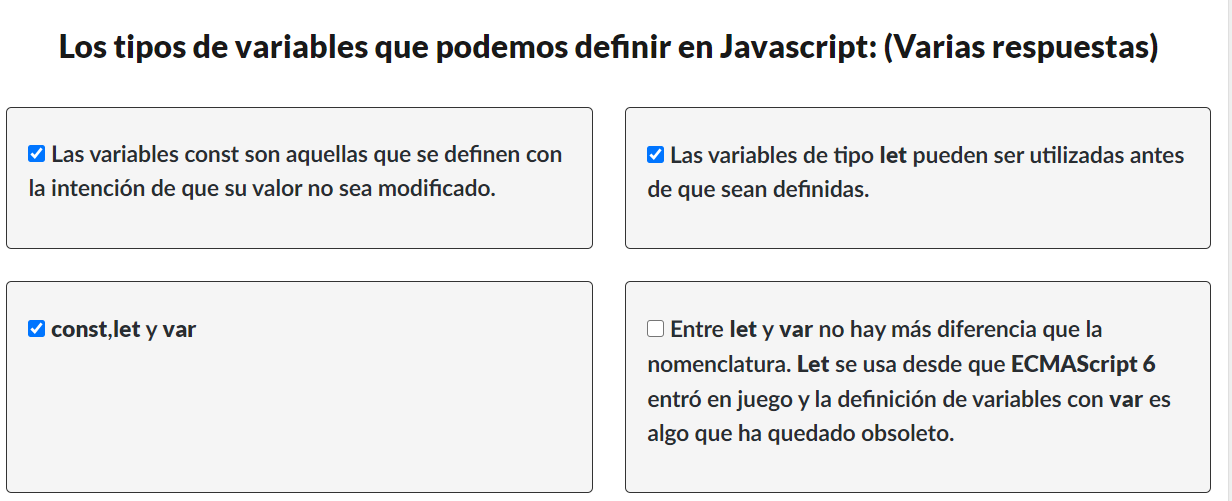 Los tipos de variables que podemos definir en Javascript: (Varias respuestas)
Las variables const son aquellas que se definen con
la intención de que su valor no sea modificado.
Las variables de tipo let pueden ser utilizadas antes
de que sean definidas.
const,let y var
Entre let y var no hay más diferencia que la
nomenclatura. Let se usa desde que ECMAScript 6
entró en juego y la definición de variables con var es
algo que ha quedado obsoleto.